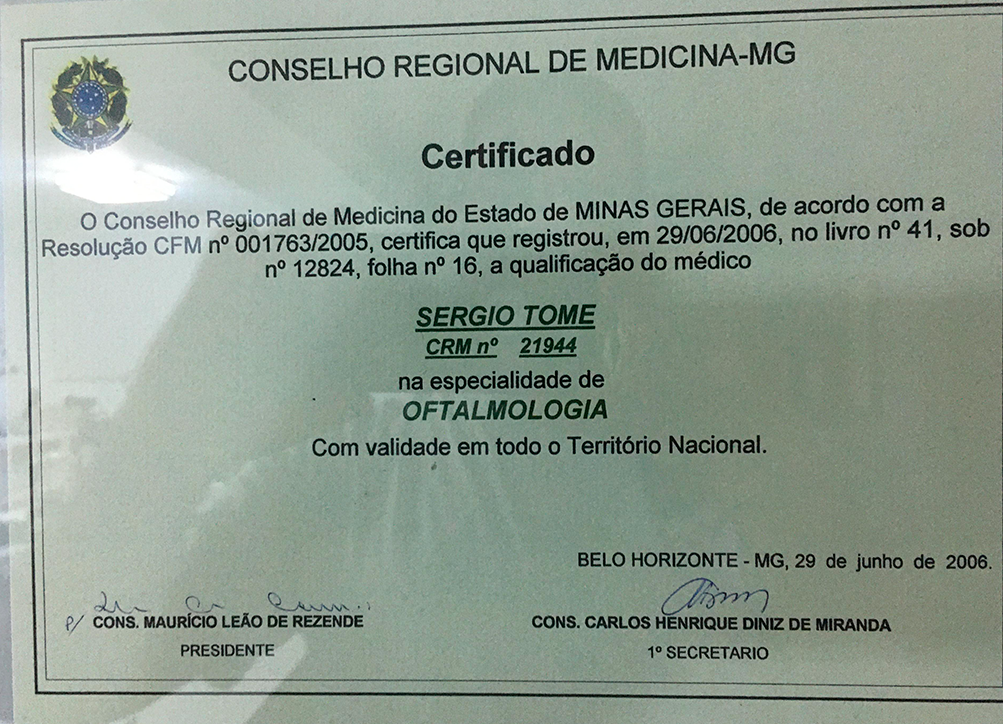 CONSELHO REGIONAL DE MEDICINA-MG
Certificado
O Conselho Regional de Medicina do Estado de MINAS GERAIS, de acordo com a
Resolução CFM nº 001763/2005, certifica que registrou, em 29/06/2006, no livro nº 41, sob
nº 12824, folha nº 16, a qualificação do médico
SERGIO TOME
CRM nº 21944
na especialidade de
OFTALMOLOGIA
Com validade em todo o Território Nacional.
BELO HORIZONTE - MG, 29 de junho de 2006.
p/ CONS. MAURÍCIO LEÃO DE REZENDE
PRESIDENTE
CONS. CARLOS HENRIQUE DINIZ DE MIRANDA
1º SECRETARIO